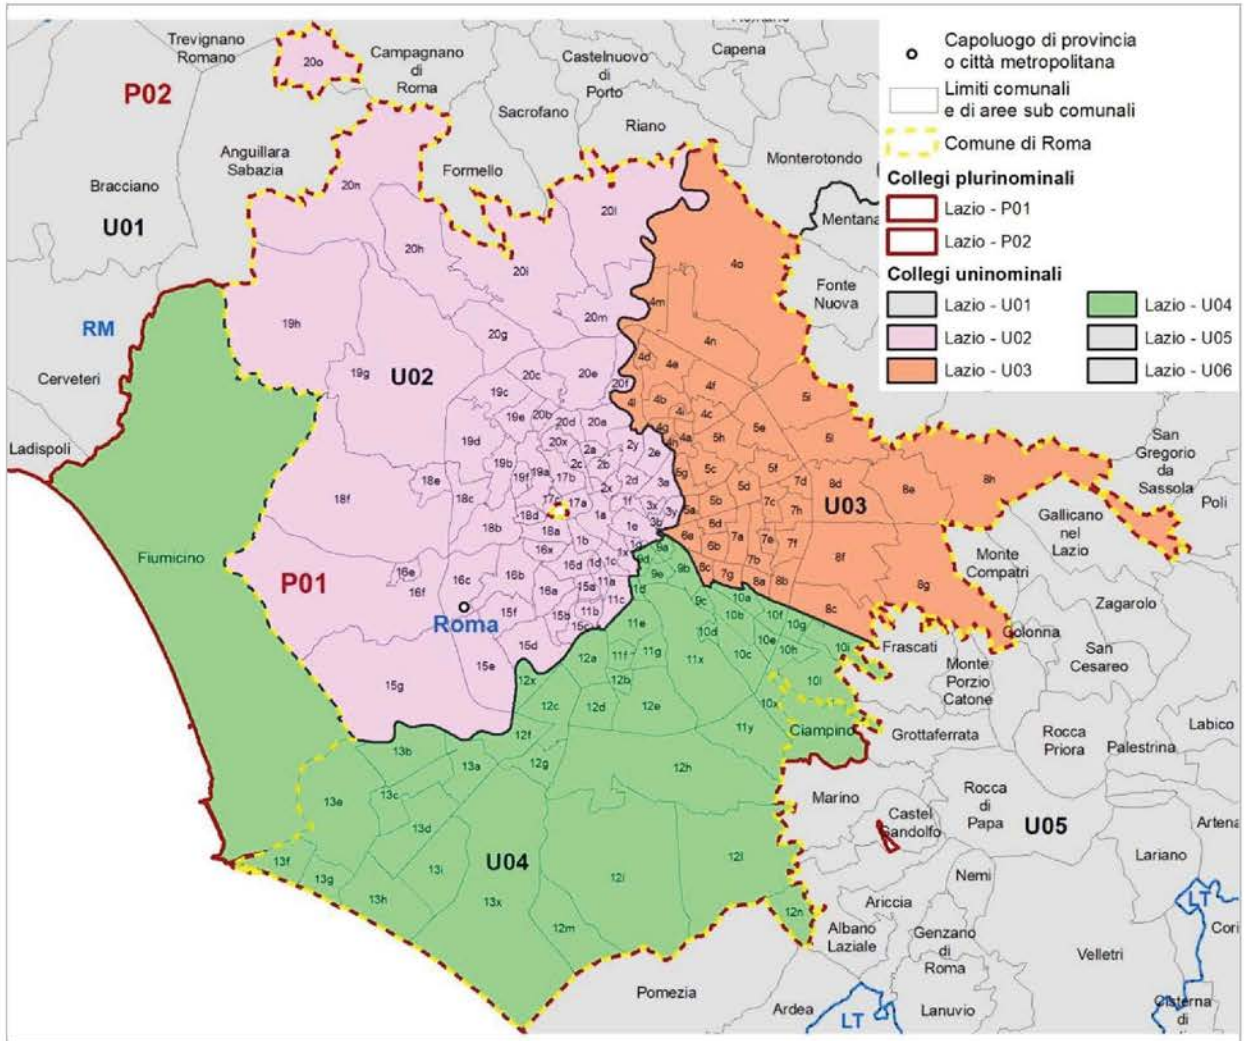 Trevignano
Romano
P02
Campagnano
di
Roma
Castelnuovo
di
Porto
Capena
20o
Sacrofano
Riano
Anguillara
Sabazia
Formello
Monterotondo
Bracciano
U01
Mentana
Fonte
Nuova
20n
20h
20l
20i
20m
20g
4o
4m
4n
RM
Cerveteri
19h
U02
19g
20c
20e
20f
4d
4e
4f
4l
4b
4i
4c
4g
4a
4h
5i
5l
5e
5h
19c
19e
20b
20d
20a
20x
19d
2a
2y
2e
2c
2b
2d
2x
3a
5g
5c
5f
5d
5b
5a
7d
8d
8e
8h
Ladispoli
San
Gregorio
da
Sassola
Poli
19b
19f
19a
17b
17c
17a
18e
18c
18f
18b
18d
18a
1a
1f
1e
1b
3x
3y
3b
U03
7c
7h
6d
6e
6b
6c
7a
7e
7f
7b
7g
8a
8b
8f
8g
8c
Gallicano
nel
Lazio
Monte
Compatri
Zagarolo
Colonna
San
Cesareo
Fiumicino
P01
16e
16f
16c
16b
16x
16d
16a
1d
1c
1x
1g
9a
9d
9e
9b
9c
11a
15a
11b
11c
15b
15c
15f
15d
15e
15g
Roma
11d
11e
11f
11g
11x
10a
10b
10f
10g
10d
10e
10h
10c
10i
10l
10x
11y
Frascati
Monte
Porzio
Catone
Ciampino
Grottaferrata
Rocca
Priora
Palestrina
Labico
12a
12x
12b
12c
12d
12e
12f
12g
12h
13b
13a
13c
13e
13d
13f
13g
13h
13i
13x
U04
12i
12l
12m
12n
Marino
Castel
Gandolfo
Rocca
di
Papa
U05
Artena
Lariano
Nemi
Ariccia
Albano
Laziale
Genzano
di
Roma
Velletri
LT
Cori
Pomezia
Ardea
LT
Lanuvio
Cisterna
di
Capoluogo di provincia
o città metropolitana
Limiti comunali
e di aree sub comunali
Comune di Roma
Collegi plurinominali
Lazio - P01
Lazio - P02
Collegi uninominali
Lazio - U01
Lazio - U02
Lazio - U03
Lazio - U04
Lazio - U05
Lazio - U06